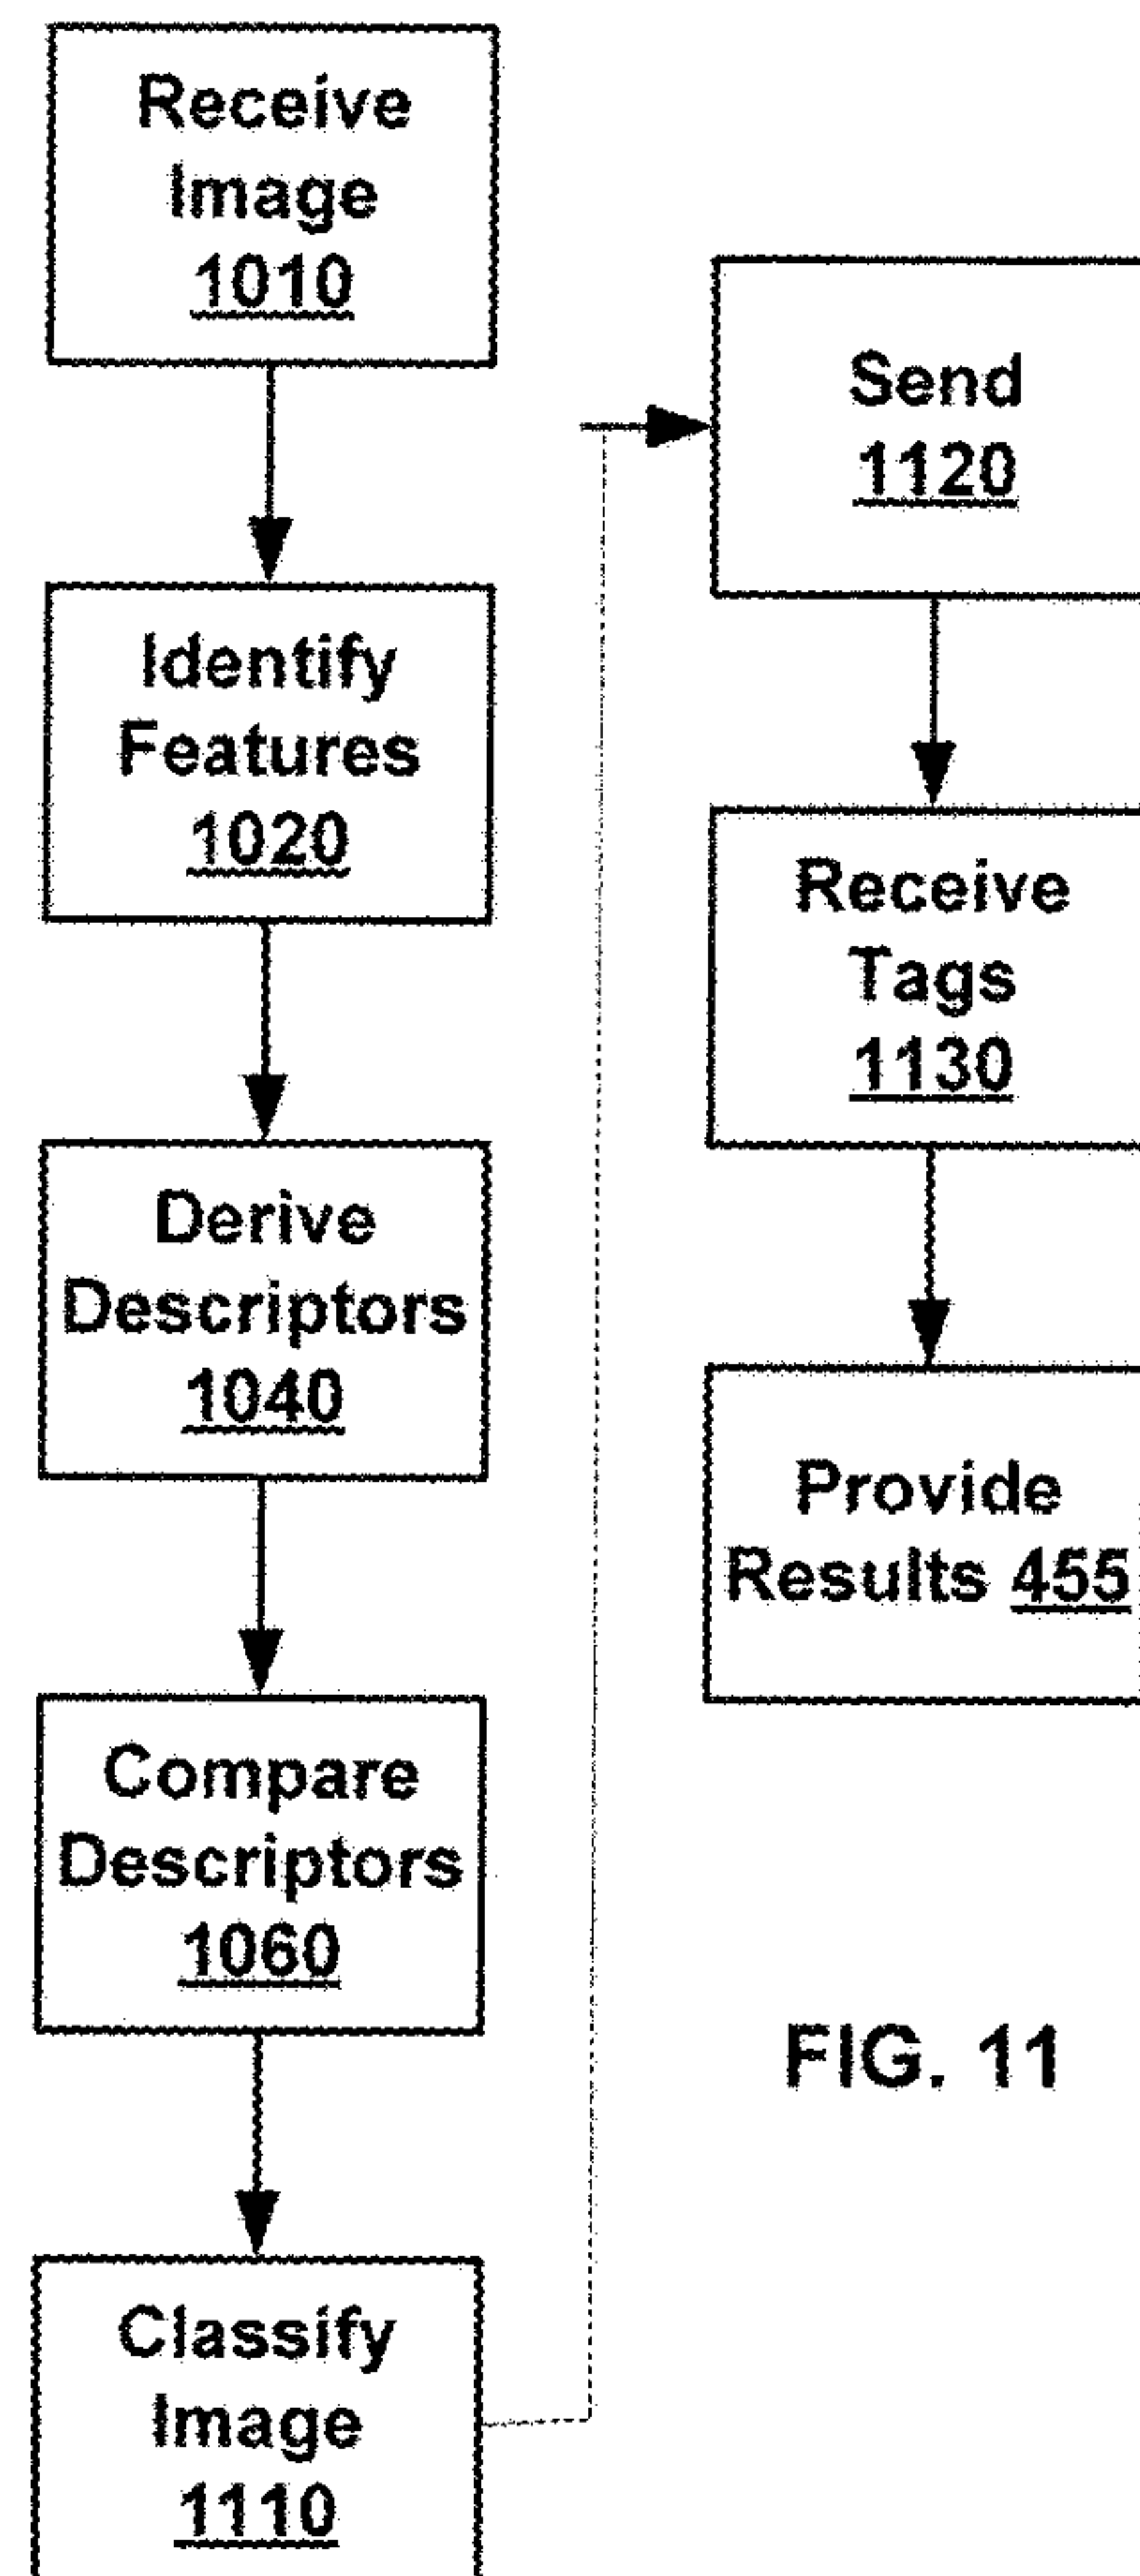 Receive
Image
1010
Identify
Features
1020
Derive
Descriptors
1040
Compare
Descriptors
1060
Classify
Image
1110
Send
1120
Receive
Tags
1130
Provide
Results 455
FIG. 11